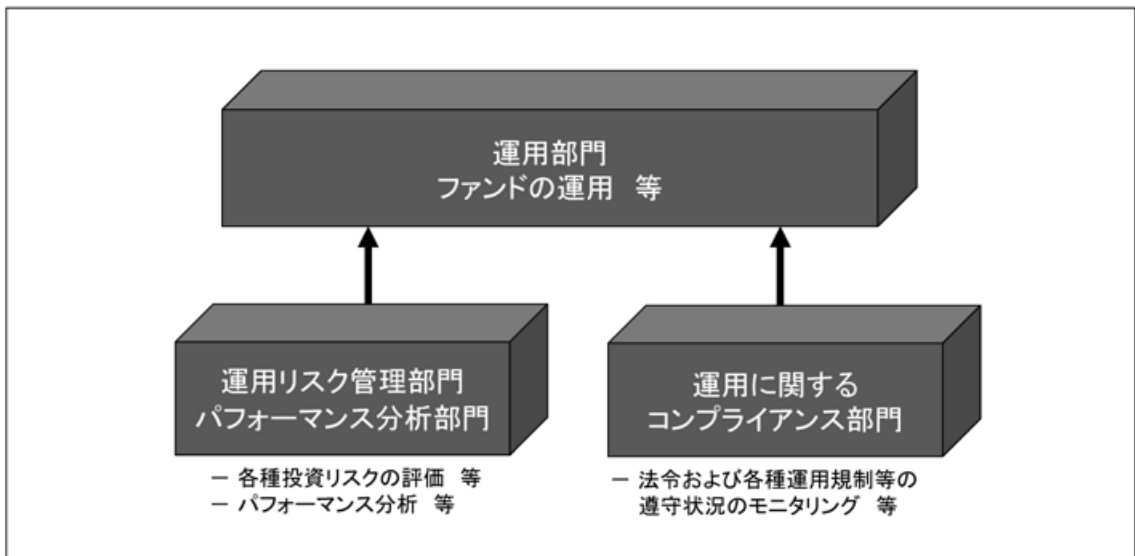 運用部門
ファンドの運用 等
運用リスク管理部門
パフォーマンス分析部門
－ 各種投資リスクの評価 等
－ パフォーマンス分析 等
運用に関する
コンプライアンス部門
－ 法令および各種運用規制等の
遵守状況のモニタリング 等